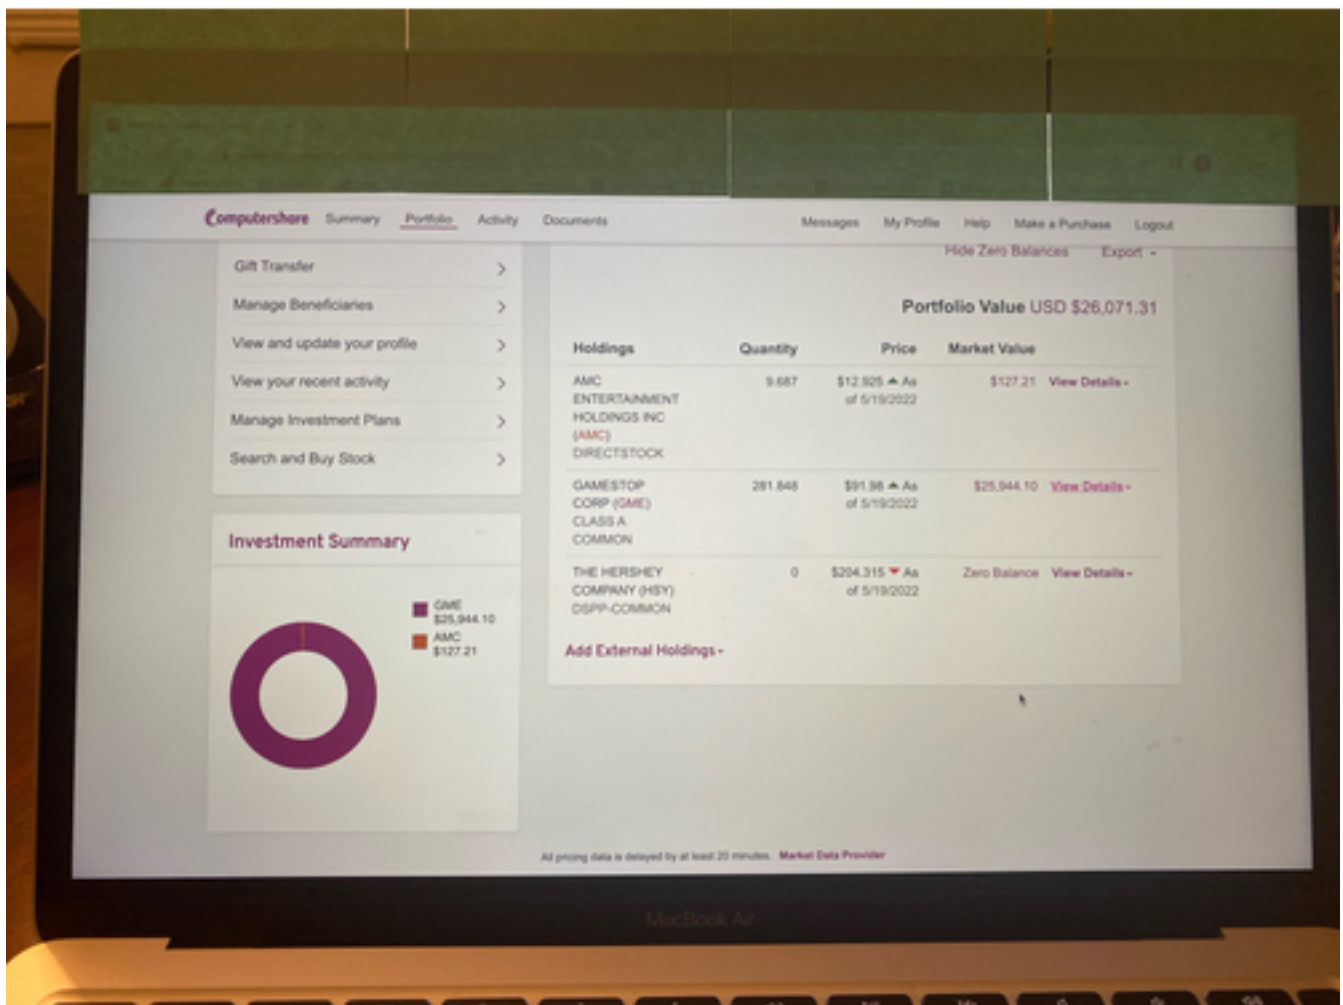 Computershare Summary Portfolio Activity Documents Messages My Profile Help Make a Purchase Logout
Gift Transfer
Manage Beneficiaries
View and update your profile
View your recent activity
Manage Investment Plans
Search and Buy Stock
Investment Summary
GME
$25,944.10
AMC
$127.21
Hide Zero Balances Export
Portfolio Value USD $26,071.31
Holdings Quantity Price Market Value
AMC 9.687 $12.925 As $127.21 View Details
ENTERTAINMENT of 5/19/2022
HOLDINGS INC
(AMC)
DIRECTSTOCK
GAMESTOP 281.848 $91.98 As $25,944.10 View Details
CORP (GME) of 5/19/2022
CLASS A
COMMON
THE HERSHEY 0 $204.315 As Zero Balance View Details
COMPANY (HSY) of 5/19/2022
DSPP-COMMON
Add External Holdings
All pricing data is delayed by at least 20 minutes. Market Data Provider
MacBook Air